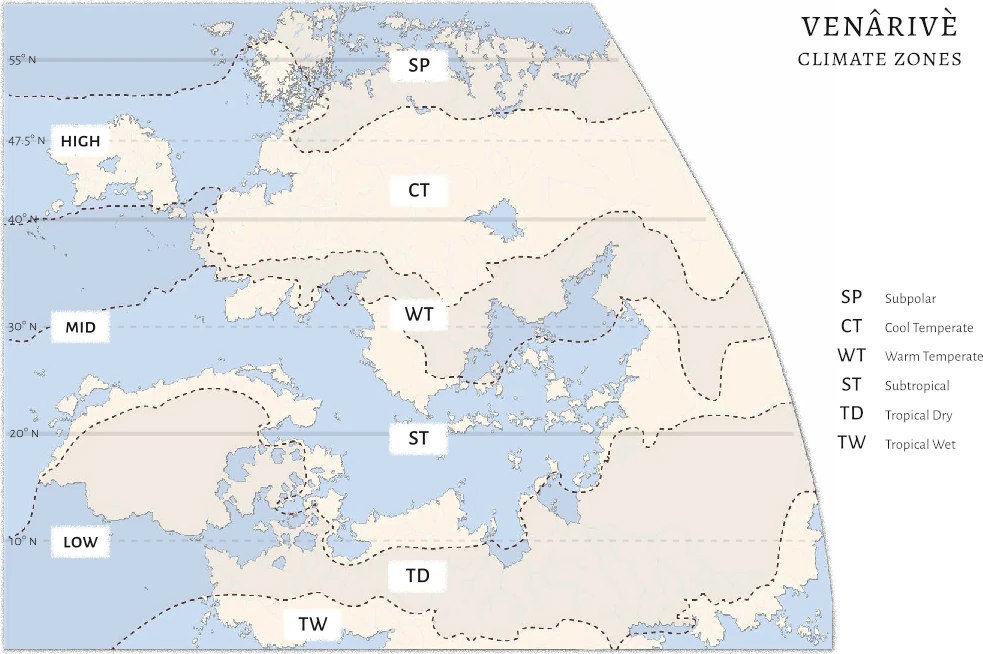 VENÂRIVÈ
CLIMATE ZONES
55° N
SP
47.5° N
HIGH
CT
40° N
WT
30° N
MID
ST
20° N
10° N
LOW
TD
TW
SP Subpolar
CT Cool Temperate
WT Warm Temperate
ST Subtropical
TD Tropical Dry
TW Tropical Wet